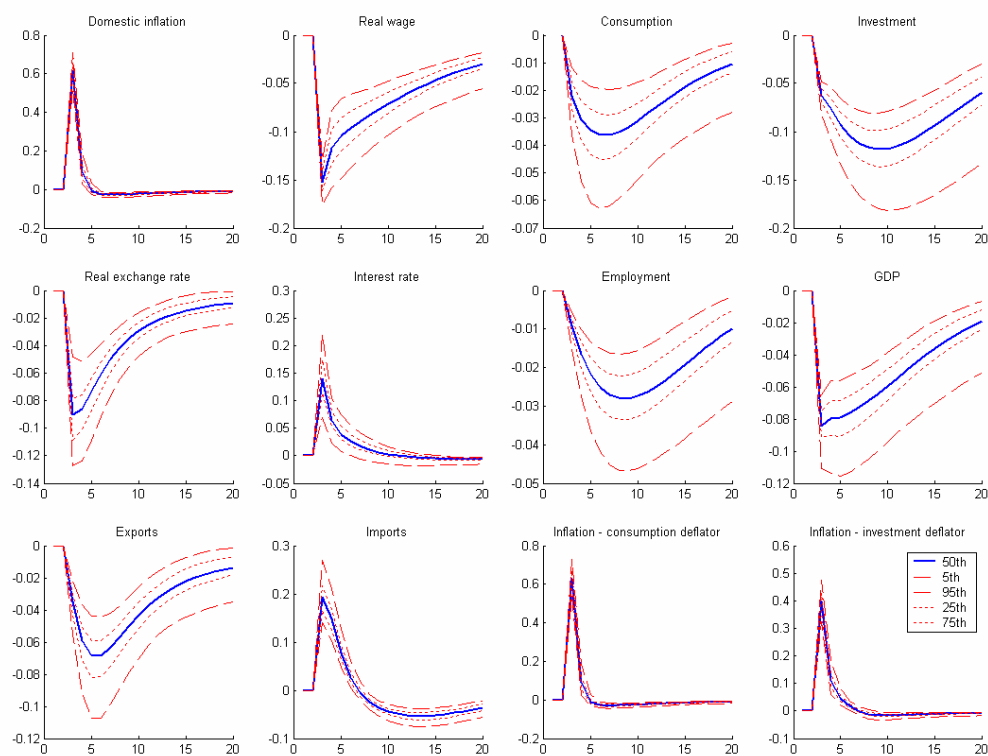 Domestic inflation
0.8
0.6
0.4
0.2
0
-0.2
0 5 10 15 20
Real wage
0
-0.05
-0.1
-0.15
-0.2
0 5 10 15 20
Consumption
0
-0.01
-0.02
-0.03
-0.04
-0.05
-0.06
-0.07
0 5 10 15 20
Investment
0
-0.05
-0.1
-0.15
-0.2
0 5 10 15 20
Real exchange rate
0
-0.02
-0.04
-0.06
-0.08
-0.1
-0.12
-0.14
0 5 10 15 20
Interest rate
0.3
0.25
0.2
0.15
0.1
0.05
0
-0.05
0 5 10 15 20
Employment
0
-0.01
-0.02
-0.03
-0.04
-0.05
0 5 10 15 20
GDP
0
-0.02
-0.04
-0.06
-0.08
-0.1
-0.12
0 5 10 15 20
Exports
0
-0.02
-0.04
-0.06
-0.08
-0.1
-0.12
0 5 10 15 20
Imports
0.3
0.2
0.1
0
-0.1
0 5 10 15 20
Inflation - consumption deflator
0.8
0.6
0.4
0.2
0
-0.2
0 5 10 15 20
Inflation - investment deflator
0.6
0.5
0.4
0.3
0.2
0.1
0
-0.1
0 5 10 15 20
50th
5th
95th
25th
75th